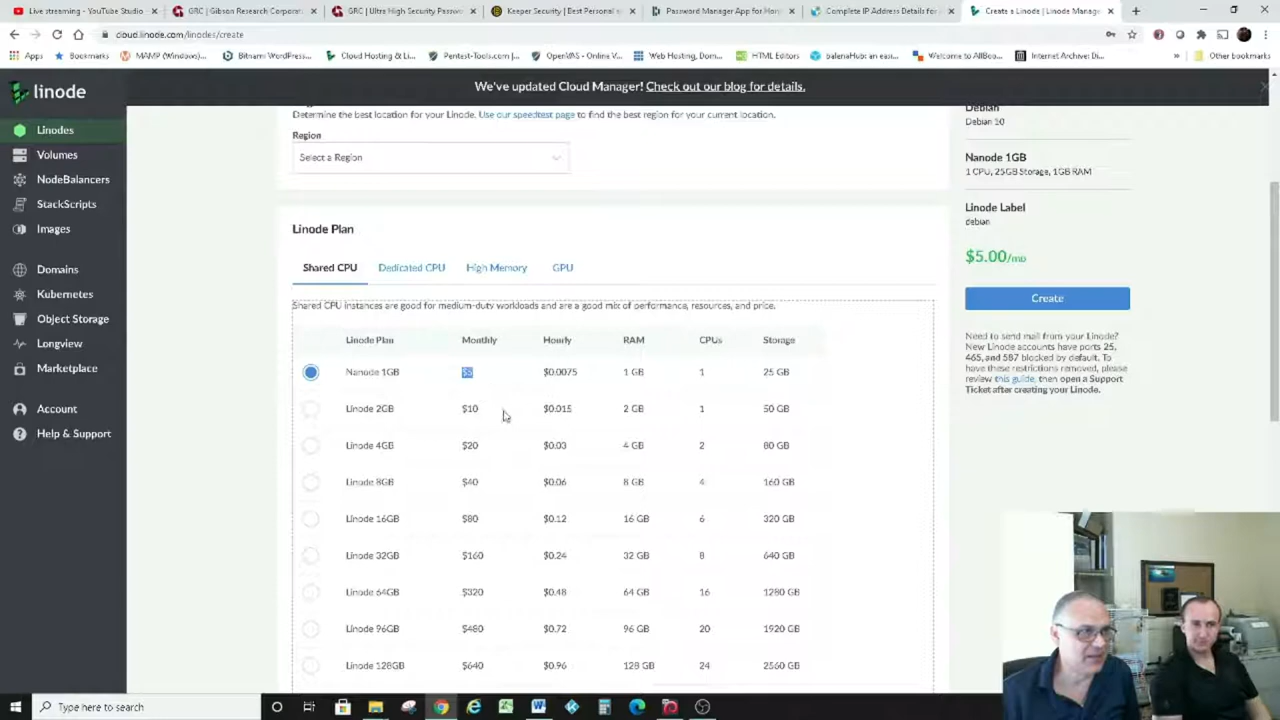 Live streaming - YouTube Studio
GRC | Gibson Research Corporat
GRC | Ultra High Security Passwo
Keeper Security | Best Personal
Password Manager App for Hom
Complete IP Address Details for
Create a Linode | Linode Manag
cloud.linode.com/linodes/create
Apps
Bookmarks
MAMP (Windows)...
Cloud Hosting & Li...
Bitnami WordPress...
Pentest-Tools.com |...
OpenVAS - Online V...
Web Hosting, Dom...
HTML Editors
balenaHub: an easi...
Welcome to AllBoo...
Internet Archive: Di...
»
Other bookmarks
linode
We've updated Cloud Manager! Check out our blog for details.
Linodes
Volumes
NodeBalancers
StackScripts
Images
Domains
Kubernetes
Object Storage
Longview
Marketplace
Account
Help & Support
Determine the best location for your Linode. Use our speedtest page to find the best region for your current location.
Region
Select a Region
Linode Plan
Shared CPU Dedicated CPU High Memory GPU
Shared CPU instances are good for medium-duty workloads and are a good mix of performance, resources, and price.
Linode Plan Monthly Hourly RAM CPUs Storage
Nanode 1GB $5 $0.0075 1 GB 1 25 GB
Linode 2GB $10 $0.015 2 GB 1 50 GB
Linode 4GB $20 $0.03 4 GB 2 80 GB
Linode 8GB $40 $0.06 8 GB 4 160 GB
Linode 16GB $80 $0.12 16 GB 6 320 GB
Linode 32GB $160 $0.24 32 GB 8 640 GB
Linode 64GB $320 $0.48 64 GB 16 1280 GB
Linode 96GB $480 $0.72 96 GB 20 1920 GB
Linode 128GB $640 $0.96 128 GB 24 2560 GB
Debian
Debian 10
Nanode 1GB
1 CPU, 25GB Storage, 1GB RAM
Linode Label
debian
$5.00/mo
Create
Need to send mail from your Linode?
New Linode accounts have ports 25,
465, and 587 blocked by default. To
have these restrictions removed, please
review this guide, then open a Support
Ticket after creating your Linode.
Type here to search